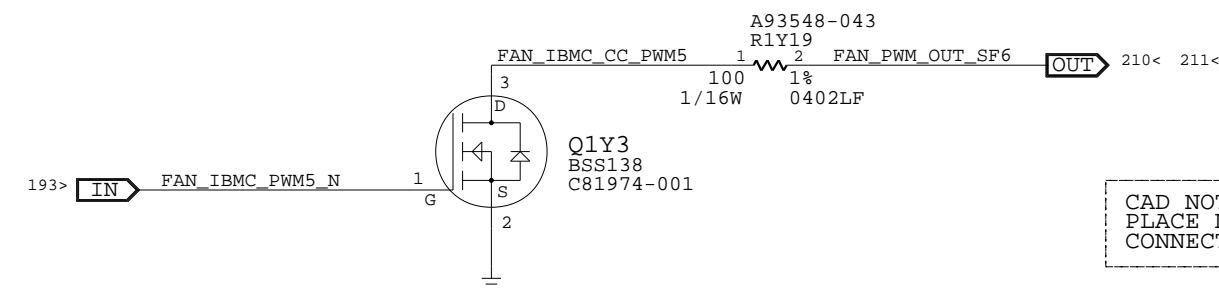 A93548-043
R1Y19
FAN_IBMC_CC_PWM5 1 2 FAN_PWM_OUT_SF6 OUT 210< 211<
100 1%
1/16W 0402LF
3
D
Q1Y3
BSS138
C81974-001
193> IN FAN_IBMC_PWM5_N 1
G S
2
CAD
PLACE